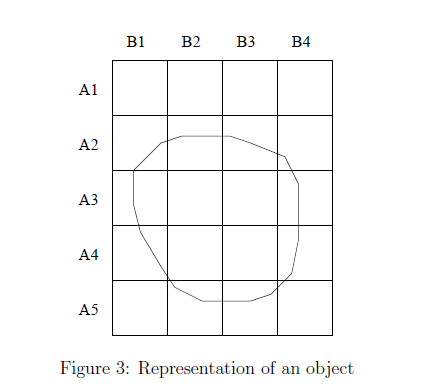 B1 B2 B3 B4
A1
A2
A3
A4
A5
Figure 3: Representation of an object